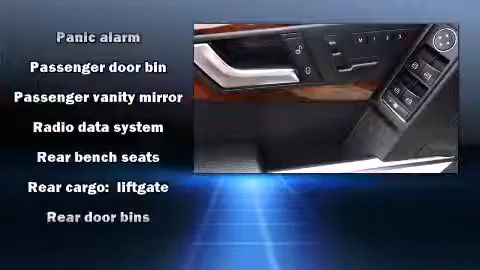 Panic alarm
Passenger door bin
Passenger vanity mirror
Radio data system
Rear bench seats
Rear cargo:  liftgate
Rear door bins